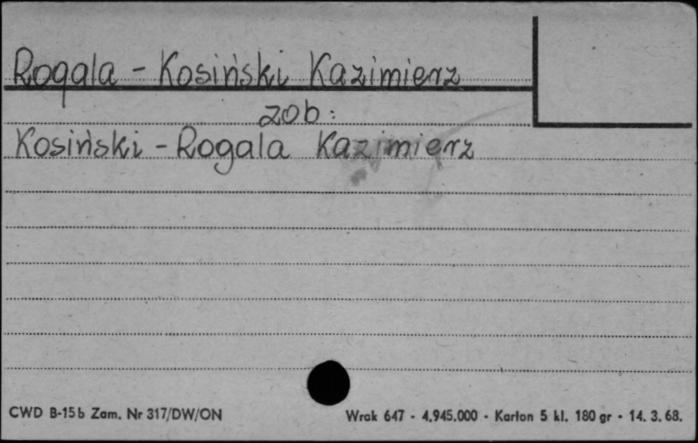 Rogala - Kosiński Kazimierz
zob:
Kosiński - Rogala Kazimierz
CWD B-15b Zam. Nr 317/DW/ON
Wrak 647 - 4.945.000 - Karton 5 kl. 180 gr - 14. 3. 68.